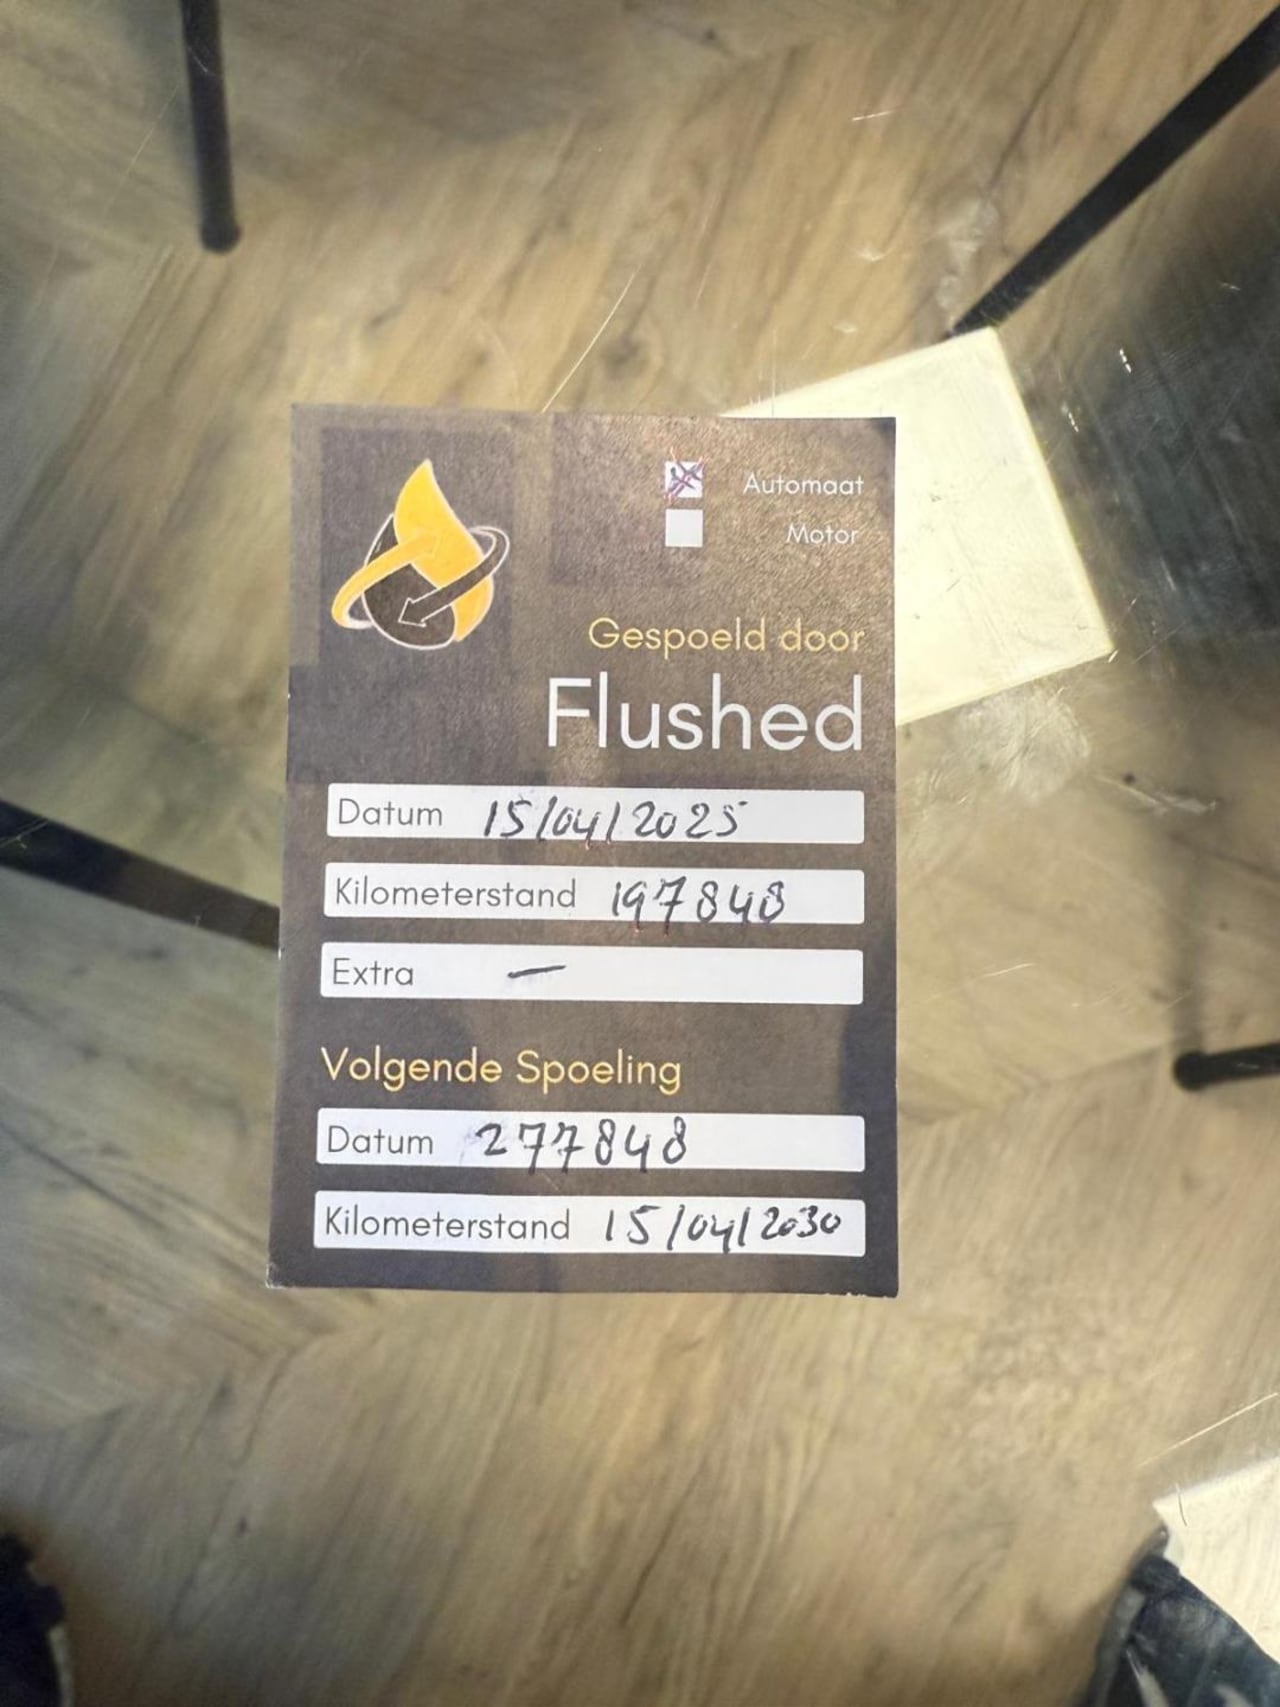 Automaat
Motor
Gespoeld door
Flushed
Datum 15/04/2025
Kilometerstand 197848
Extra —
Volgende Spoeling
Datum 277848
Kilometerstand 15/04/2030